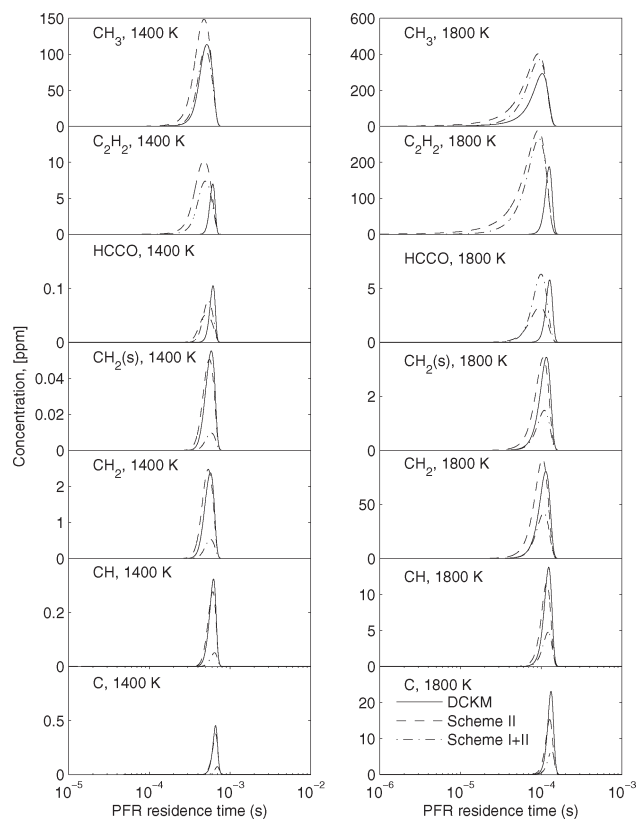 CH3, 1400 K
150
100
50
0
C2H2, 1400 K
10
5
0
HCCO, 1400 K
0.1
0
CH2(s), 1400 K
0.04
0.02
0
CH2, 1400 K
2
1
0
CH, 1400 K
0.2
0
C, 1400 K
0.5
0
10−5
10−4
10−3
10−2
PFR residence time (s)
Concentration, [ppm]
CH3, 1800 K
600
400
200
0
C2H2, 1800 K
200
100
0
HCCO, 1800 K
5
0
CH2(s), 1800 K
2
0
CH2, 1800 K
50
0
CH, 1800 K
10
5
0
C, 1800 K
20
10
0
DCKM
Scheme II
Scheme I+II
10−6
10−5
10−4
10−3
PFR residence time (s)